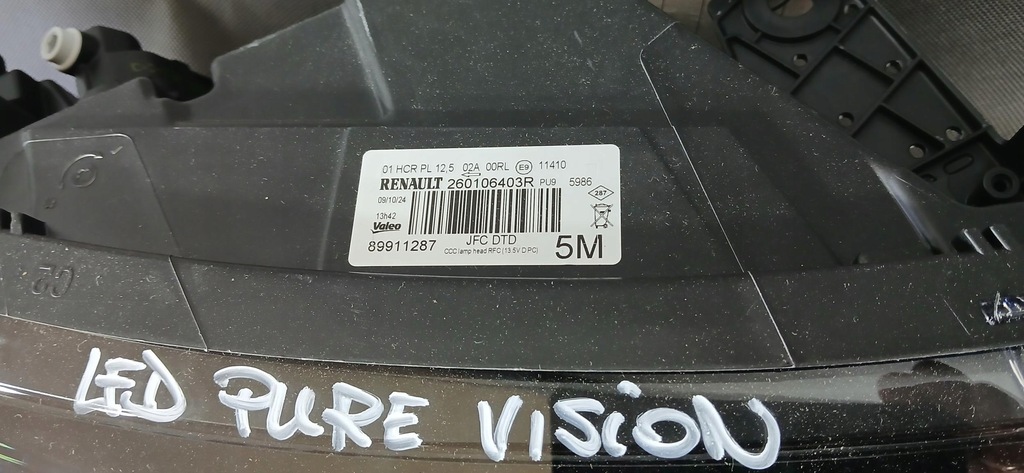 01 HCR PL 12,5 02A 00RL E9 11410
RENAULT 260106403R PU9 5986
09/10/24
287
13h42
Valeo
89911287 JFC DTD
CCC lamp head RFC (13.5V D PC)
5M
LED PURE VISION